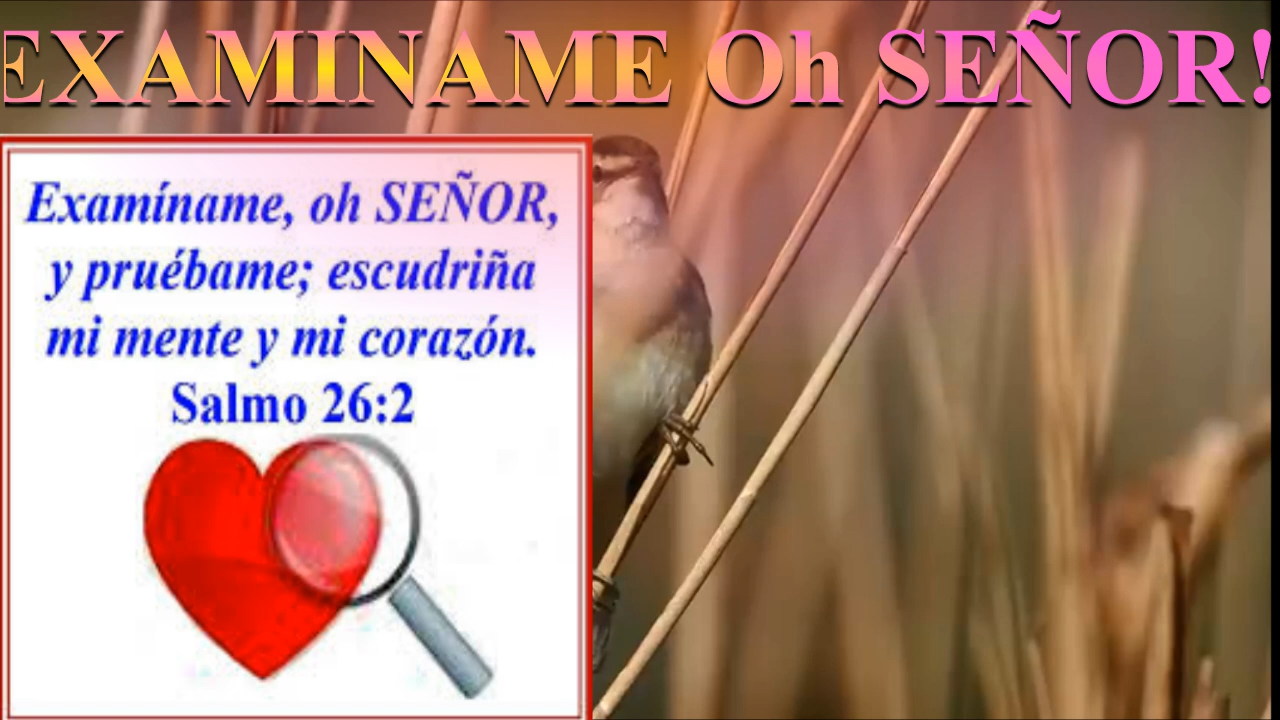 EXAMINAME Oh SEÑOR!
Examíname, oh SEÑOR,
y pruébame; escudriña
mi mente y mi corazón.
Salmo 26:2